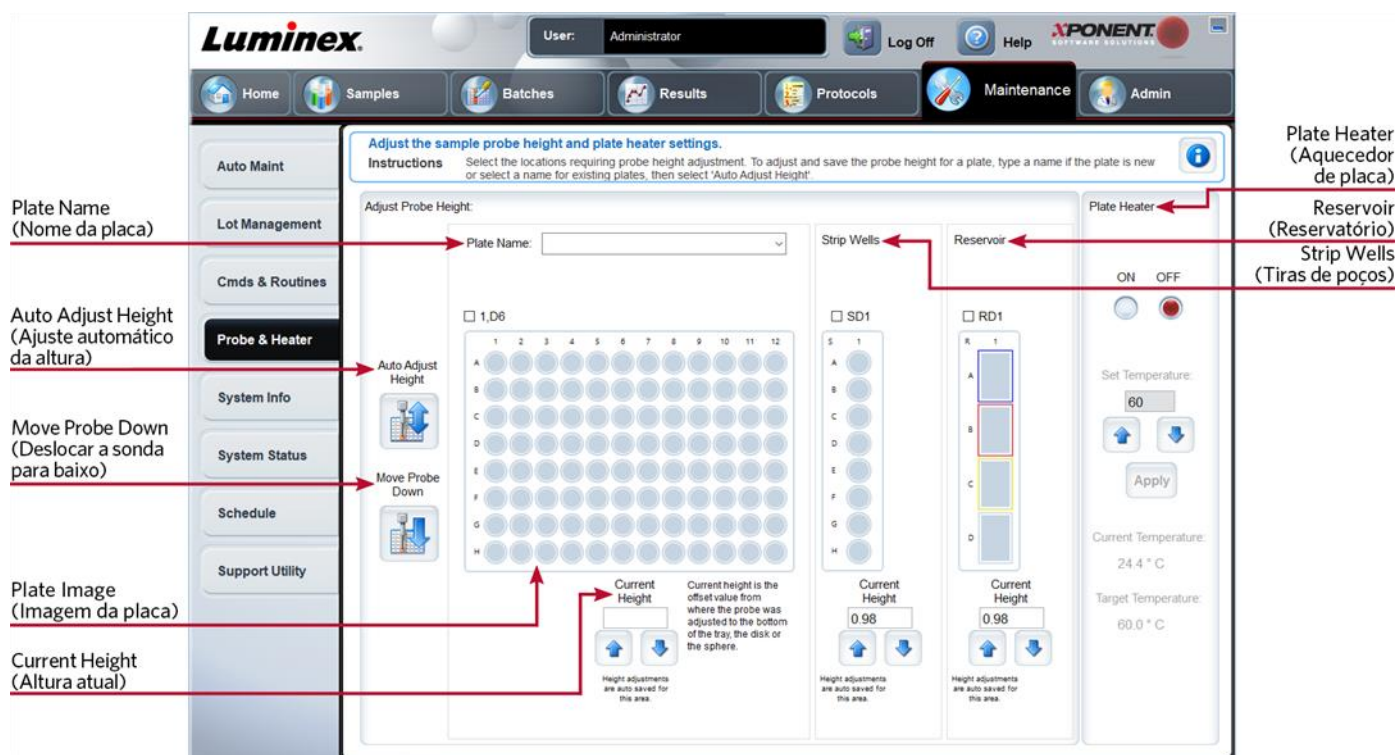 Luminex.
User:
Administrator
Log Off
Help
XPONENT.
SOFTWARE SOLUTIONS
Home
Samples
Batches
Results
Protocols
Maintenance
Admin
Auto Maint
Lot Management
Cmds & Routines
Probe & Heater
System Info
System Status
Schedule
Support Utility
Adjust the sample probe height and plate heater settings.
Instructions
Select the locations requiring probe height adjustment. To adjust and save the probe height for a plate, type a name if the plate is new
or select a name for existing plates, then select 'Auto Adjust Height'.
Plate Name
(Nome da placa)
Auto Adjust Height
(Ajuste automático
da altura)
Move Probe Down
(Deslocar a sonda
para baixo)
Plate Image
(Imagem da placa)
Current Height
(Altura atual)
Adjust Probe Height:
Plate Name:
Auto Adjust
Height
Move Probe
Down
1,D6
1 2 3 4 5 6 7 8 9 10 11 12
A
B
C
D
E
F
G
H
Current
Height
Current height is the
offset value from
where the probe was
adjusted to the bottom
of the tray, the disk or
the sphere.
Height adjustments
are auto saved for
this area.
Strip Wells
SD1
S 1
A
B
C
D
E
F
G
H
Current
Height
0.98
Height adjustments
are auto saved for
this area.
Reservoir
RD1
R 1
A
B
C
D
Current
Height
0.98
Height adjustments
are auto saved for
this area.
Plate Heater
ON OFF
Set Temperature:
60
Apply
Current Temperature:
24.4 ° C
Target Temperature:
60.0 ° C
Plate Heater
(Aquecedor
de placa)
Reservoir
(Reservatório)
Strip Wells
(Tiras de poços)